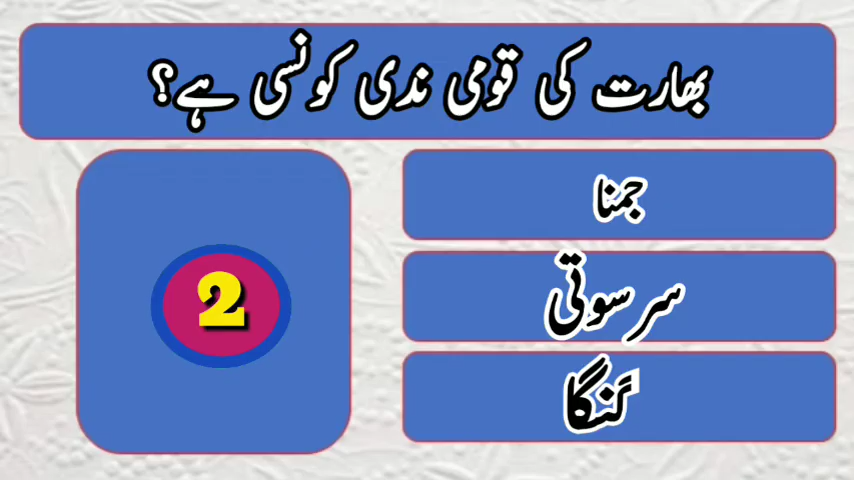 بھارت کی قومی ندی کونسی ہے؟
جمنا
سرسوتی
گنگا
2